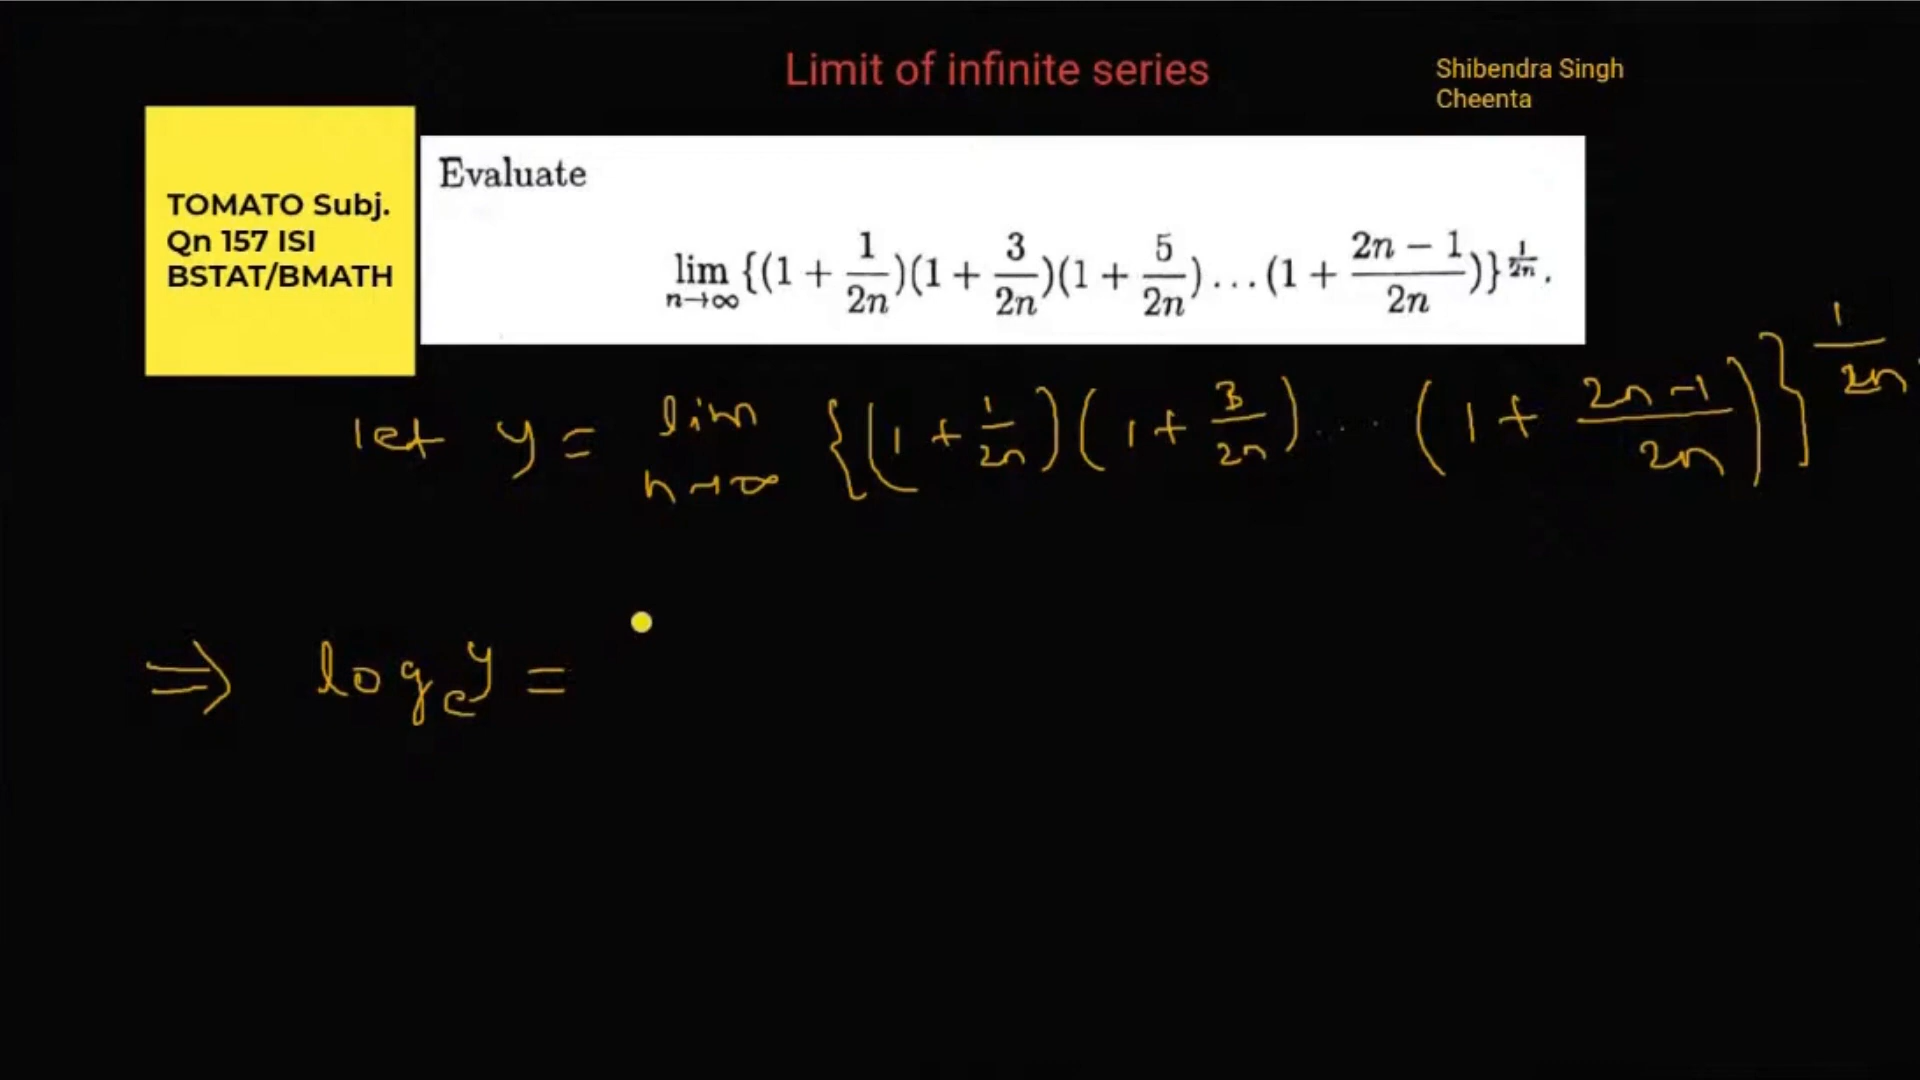 Limit of infinite series
Shibendra Singh
Cheenta
TOMATO Subj.
Qn 157 ISI
BSTAT/BMATH
Evaluate
lim_{n→∞} {(1 + 1/2n)(1 + 3/2n)(1 + 5/2n)...(1 + (2n − 1)/2n)}^{1/2n}.
let y = lim_{n→∞} {(1 + 1/2n)(1 + 3/2n)....(1 + (2n-1)/2n)}^{1/2n}
⇒ log_e y =